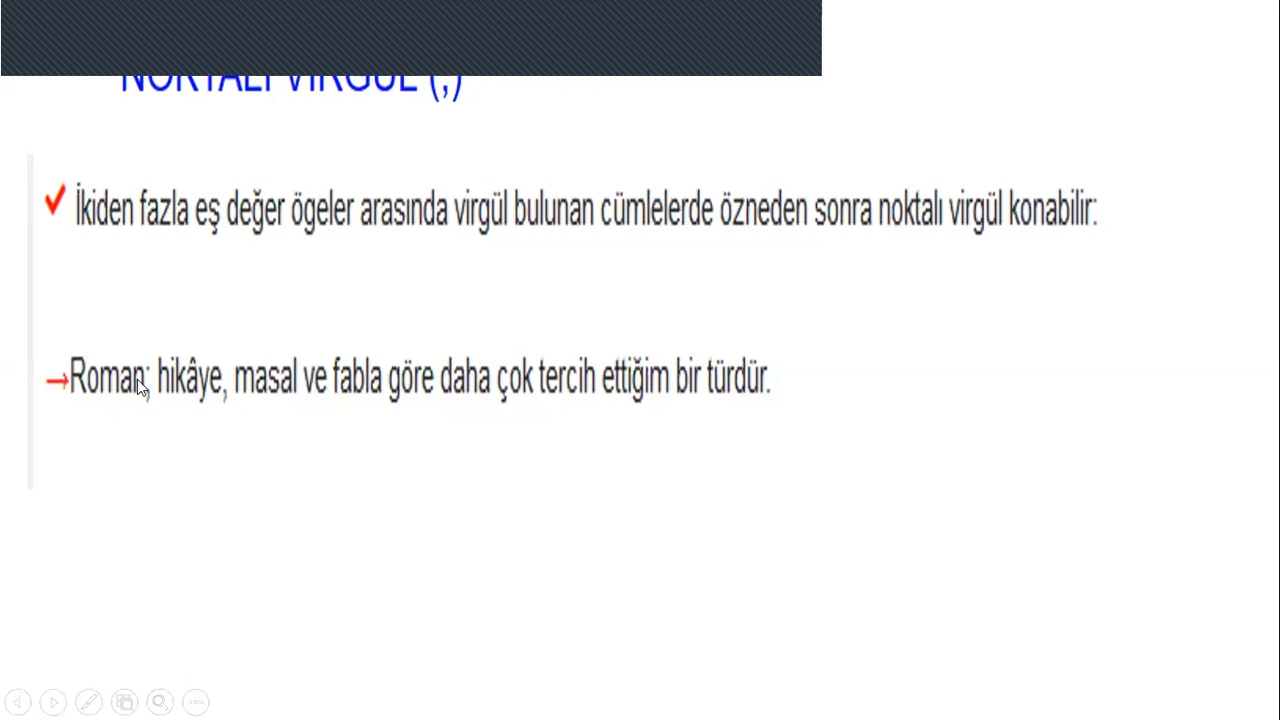 NOKTALI VİRGÜL (;)
✔ İkiden fazla eş değer ögeler arasında virgül bulunan cümlelerde özneden sonra noktalı virgül konabilir:
→Roman; hikâye, masal ve fabla göre daha çok tercih ettiğim bir türdür.